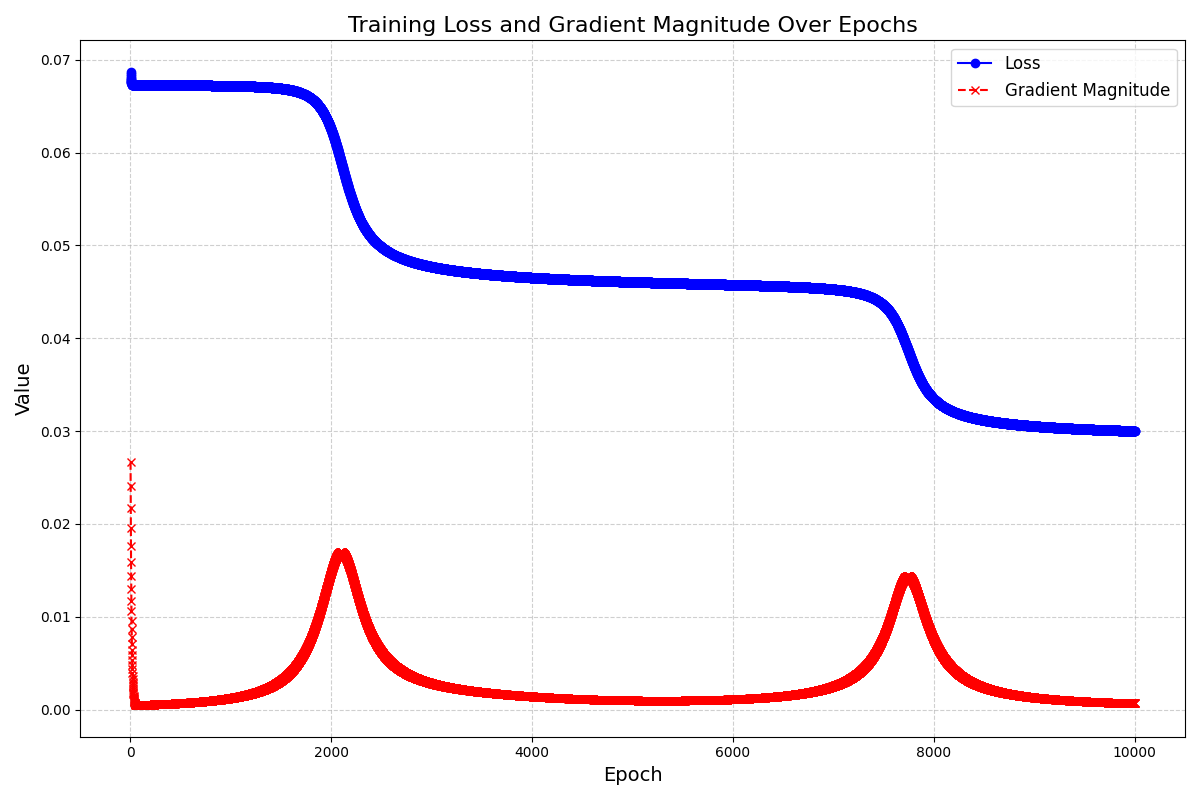 Training Loss and Gradient Magnitude Over Epochs
Loss
Gradient Magnitude
0.07
0.06
0.05
0.04
0.03
0.02
0.01
0.00
Value
0 2000 4000 6000 8000 10000
Epoch